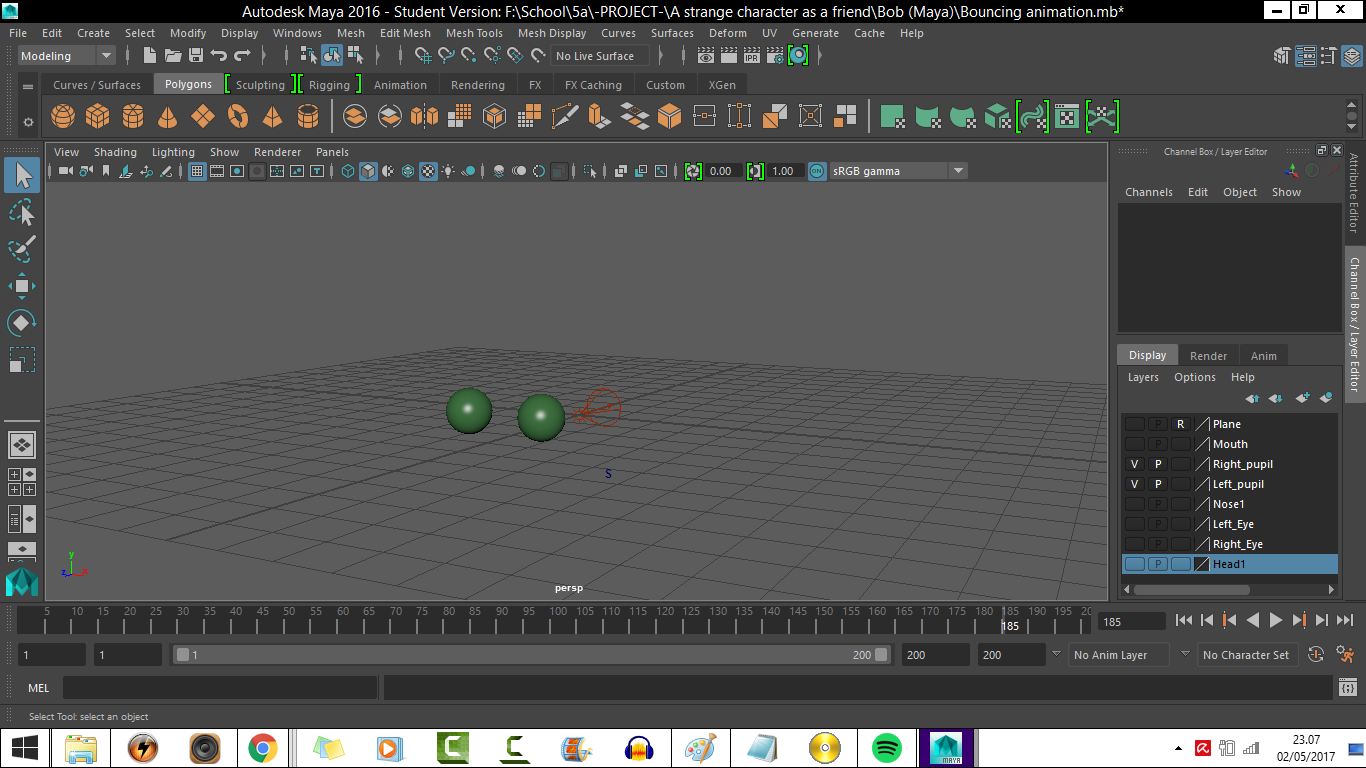 Autodesk Maya 2016 - Student Version: F:\School\5a\-PROJECT-\A strange character as a friend\Bob (Maya)\Bouncing animation.mb*
File Edit Create Select Modify Display Windows Mesh Edit Mesh Mesh Tools Mesh Display Curves Surfaces Deform UV Generate Cache Help
Modeling No Live Surface IPR
Curves / Surfaces Polygons Sculpting Rigging Animation Rendering FX FX Caching Custom XGen
View Shading Lighting Show Renderer Panels
0.00 1.00 ON sRGB gamma
Channel Box / Layer Editor
Channels Edit Object Show
Attribute Editor
Channel Box / Layer Editor
Display Render Anim
Layers Options Help
R Plane
P Mouth
V P Right_pupil
V P Left_pupil
P Nose1
P Left_Eye
P Right_Eye
P Head1
S
y
z x
persp
5 10 15 20 25 30 35 40 45 50 55 60 65 70 75 80 85 90 95 100 105 110 115 120 125 130 135 140 145 150 155 160 165 170 175 180 185 190 195 20
185
185
1 1 1 200 200 200 No Anim Layer No Character Set
MEL
Select Tool: select an object
MAYA
23.07
02/05/2017